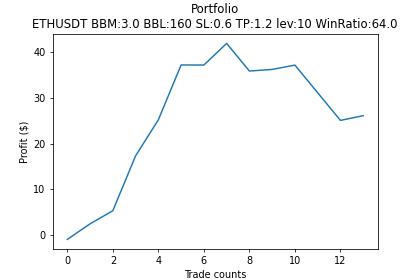 Portfolio
ETHUSDT BBM:3.0 BBL:160 SL:0.6 TP:1.2 lev:10 WinRatio:64.0
40
30
20
10
0
Profit ($)
0 2 4 6 8 10 12
Trade counts